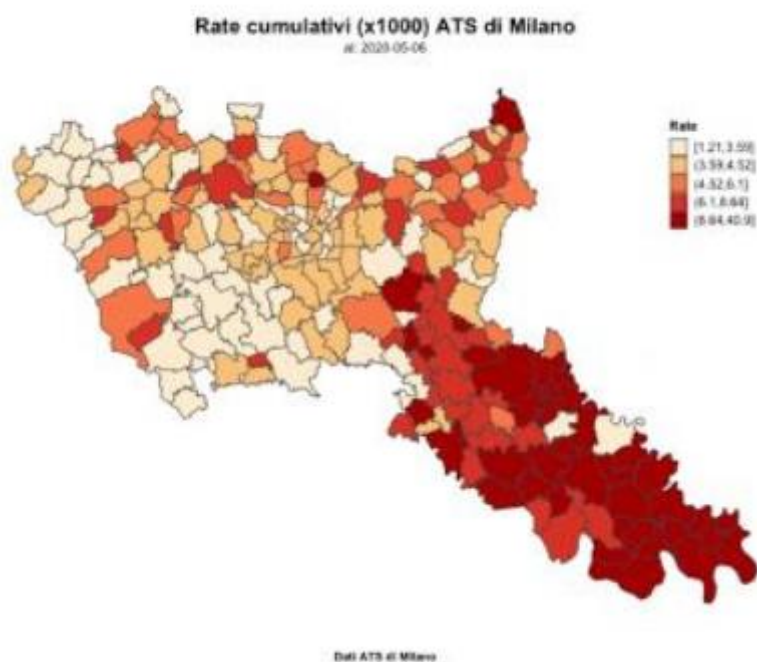 Rate cumulativi (x1000) ATS di Milano
al: 2020-05-06
Rate
[1.21,3.59]
(3.59,4.52]
(4.52,6.1]
(6.1,8.64]
(8.64,40.9]
Dati ATS di Milano